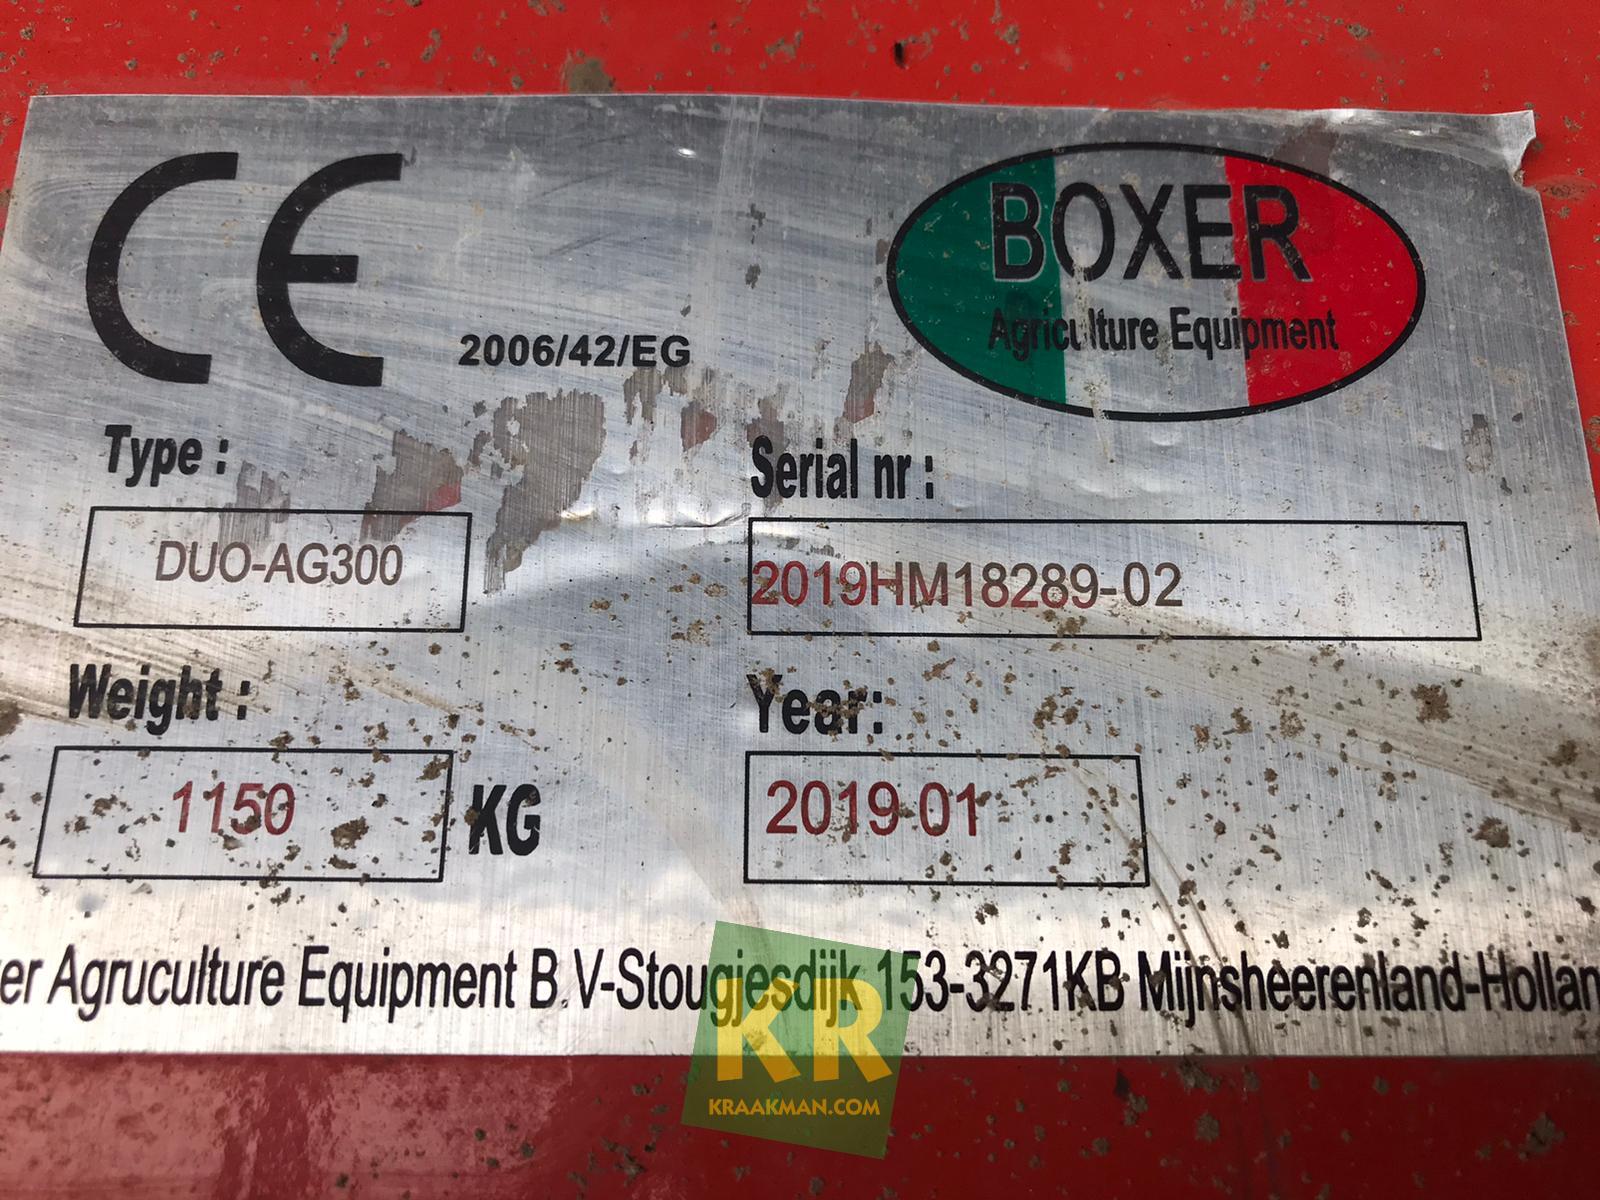 CE
2006/42/EG
BOXER
Agriculture Equipment
Type :
Serial nr :
DUO-AG300
2019HM18289-02
Weight :
Year:
1150 KG
2019-01
er Agruculture Equipment B.V-Stougjesdijk 153-3271KB Mijnsheerenland-Hollan
KR
KRAAKMAN.COM